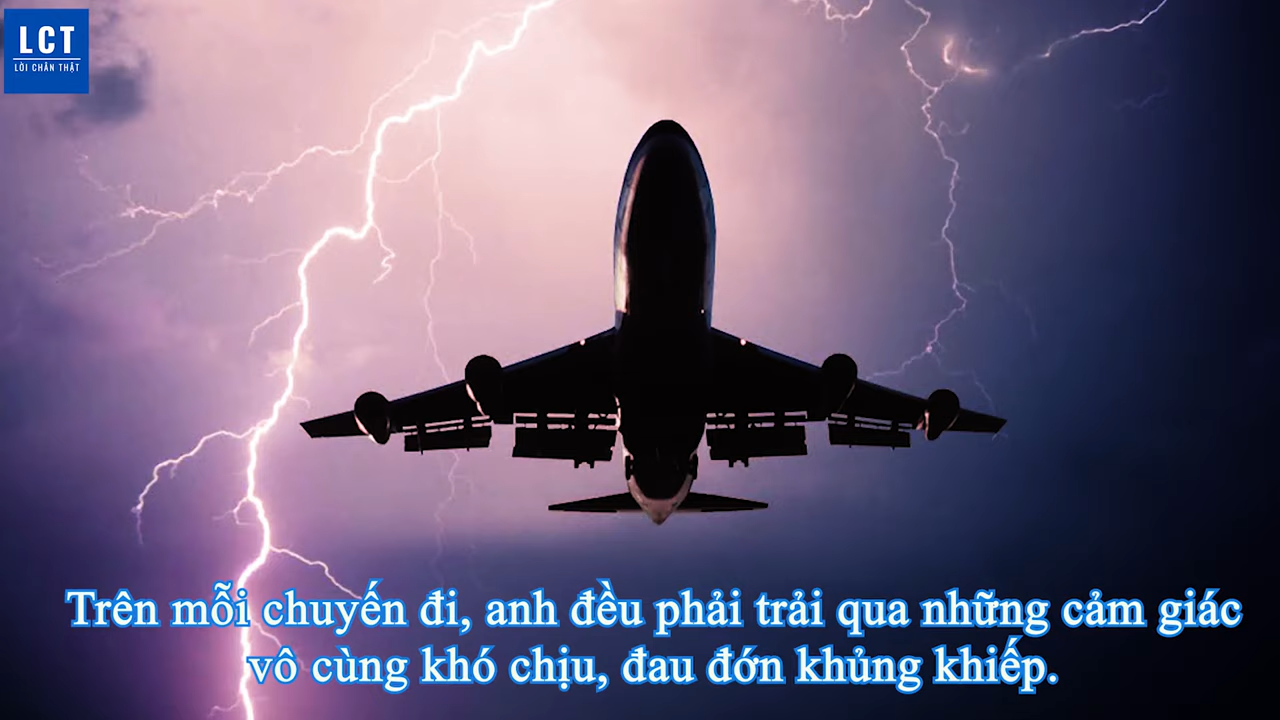 LCT
LỜI CHÂN THẬT
Trên mỗi chuyến đi, anh đều phải trải qua những cảm giác
vô cùng khó chịu, đau đớn khủng khiếp.